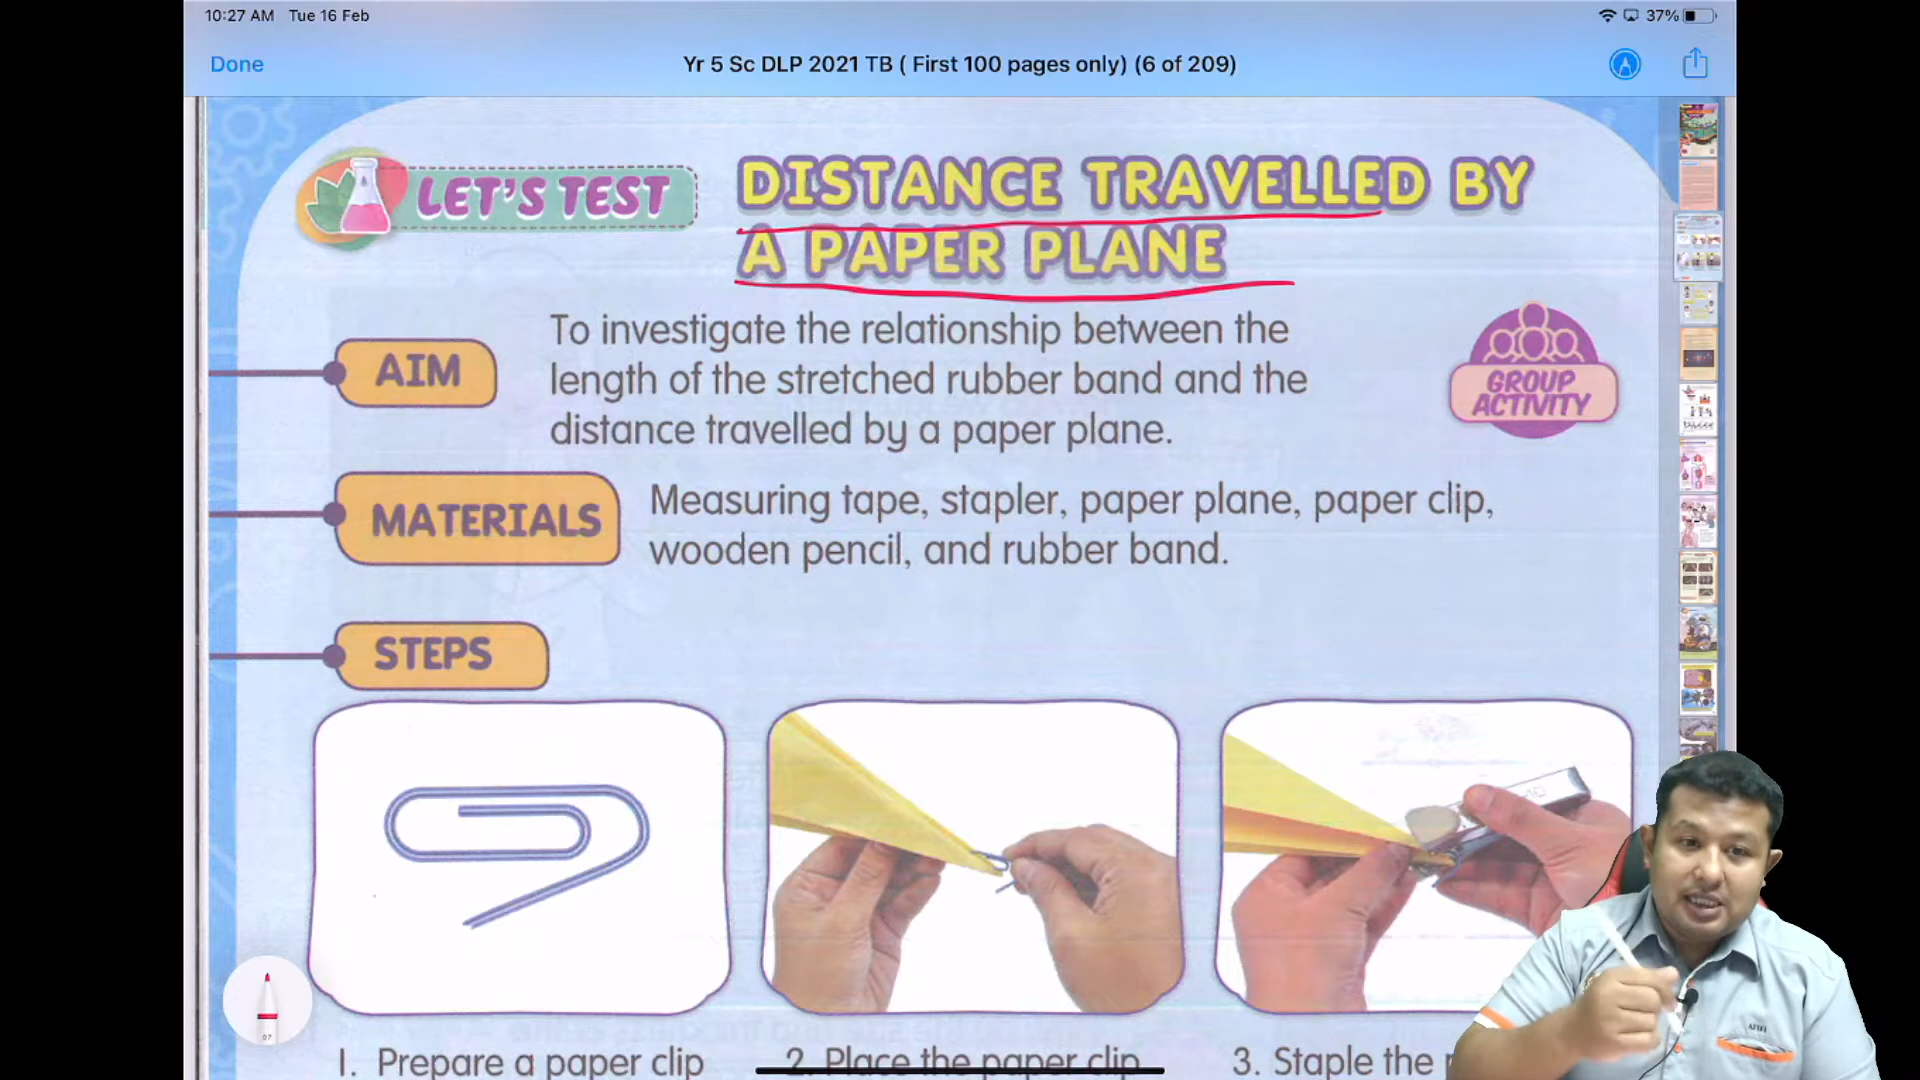 10:27 AM Tue 16 Feb
37%
Done
Yr 5 Sc DLP 2021 TB ( First 100 pages only) (6 of 209)
LET'S TEST
DISTANCE TRAVELLED BY
A PAPER PLANE
AIM
To investigate the relationship between the
length of the stretched rubber band and the
distance travelled by a paper plane.
GROUP
ACTIVITY
MATERIALS
Measuring tape, stapler, paper plane, paper clip,
wooden pencil, and rubber band.
STEPS
1. Prepare a paper clip
2. Place the paper clip
3. Staple the